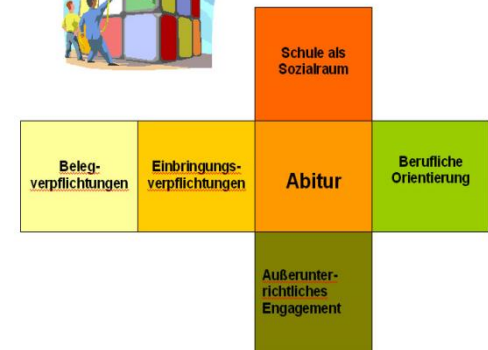 Schule als
Sozialraum
Beleg-
verpflichtungen
Einbringungs-
verpflichtungen
Abitur
Berufliche
Orientierung
Außerunter-
richtliches
Engagement